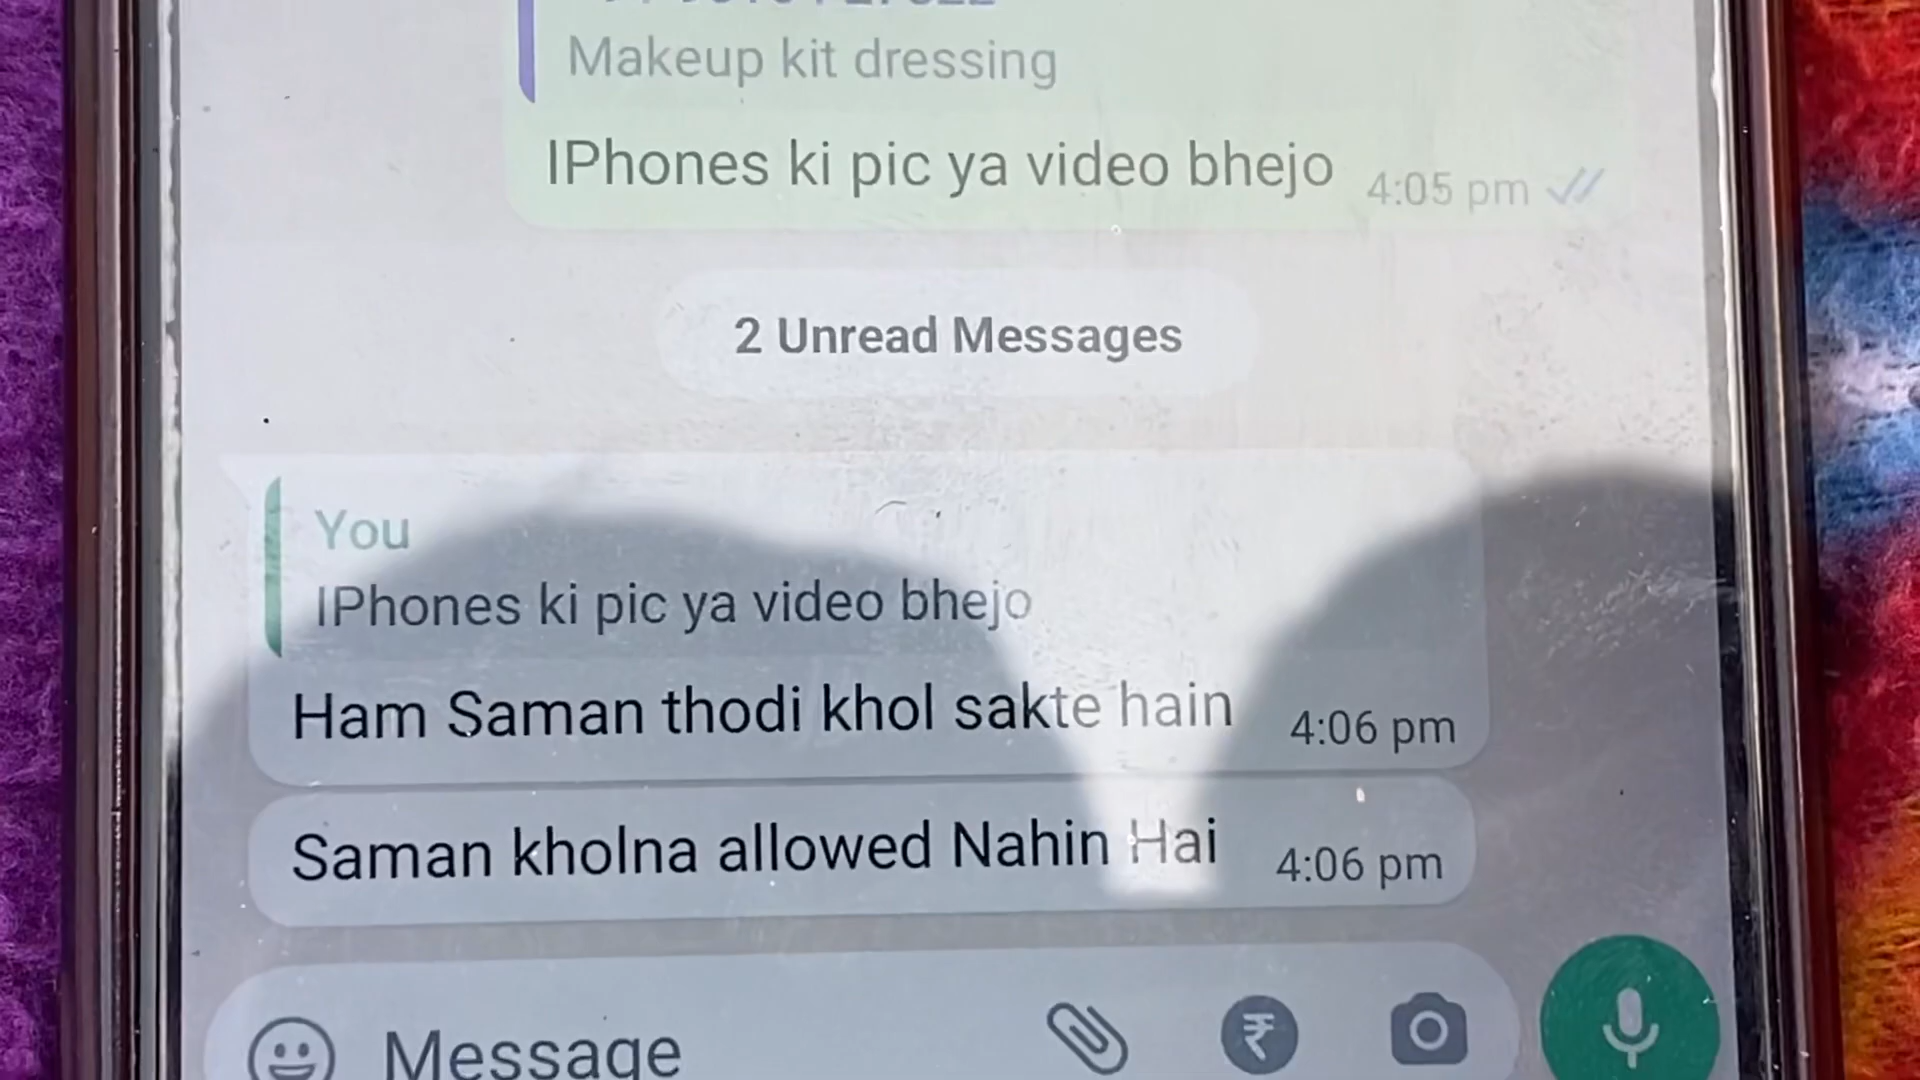 Makeup kit dressing
IPhones ki pic ya video bhejo 4:05 pm
2 Unread Messages
You
IPhones ki pic ya video bhejo
Ham Saman thodi khol sakte hain 4:06 pm
Saman kholna allowed Nahin Hai 4:06 pm
Message